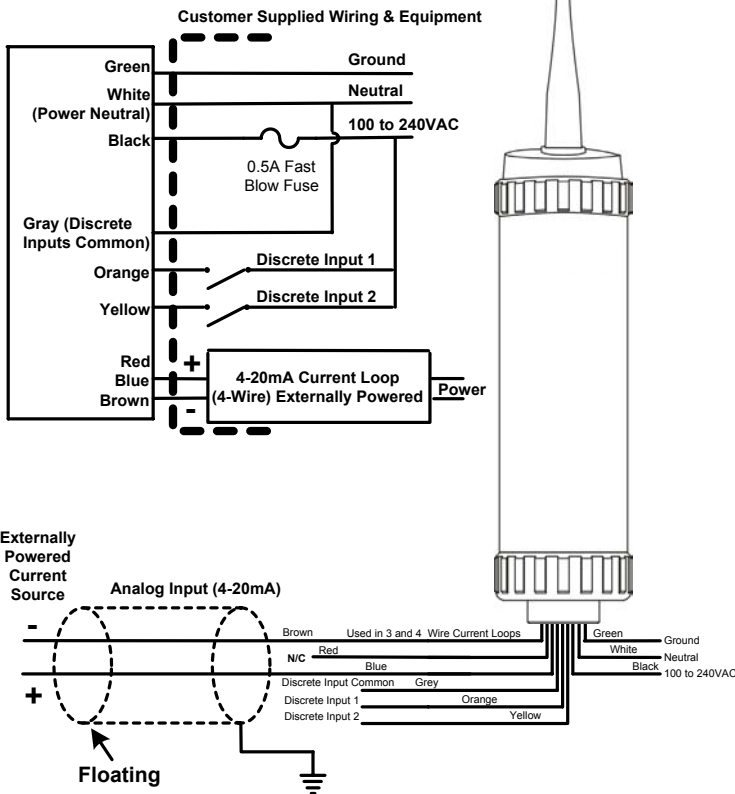 Customer Supplied Wiring & Equipment
Green
Ground
White
(Power Neutral)
Neutral
Black
100 to 240VAC
0.5A Fast
Blow Fuse
Gray (Discrete
Inputs Common)
Orange
Discrete Input 1
Yellow
Discrete Input 2
Red
Blue
Brown
+
-
4-20mA Current Loop
(4-Wire) Externally Powered
Power
Externally
Powered
Current
Source
Analog Input (4-20mA)
-
+
Floating
Brown
Used in 3 and 4 Wire Current Loops
N/C
Red
Blue
Discrete Input Common
Grey
Discrete Input 1
Orange
Discrete Input 2
Yellow
Green
Ground
White
Neutral
Black
100 to 240VAC